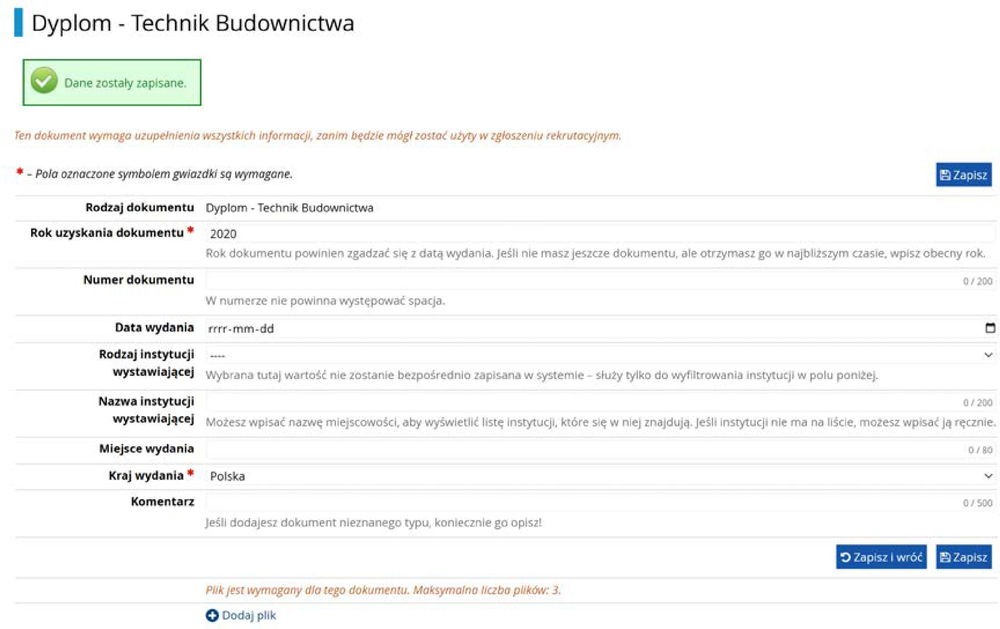 Dyplom - Technik Budownictwa
Dane zostały zapisane.
Ten dokument wymaga uzupełnienia wszystkich informacji, zanim będzie mógł zostać użyty w zgłoszeniu rekrutacyjnym.
* – Pola oznaczone symbolem gwiazdki są wymagane.
Zapisz
Rodzaj dokumentu Dyplom - Technik Budownictwa
Rok uzyskania dokumentu * 2020
Rok dokumentu powinien zgadzać się z datą wydania. Jeśli nie masz jeszcze dokumentu, ale otrzymasz go w najbliższym czasie, wpisz obecny rok.
Numer dokumentu 0 / 200
W numerze nie powinna występować spacja.
Data wydania rrrr-mm-dd
Rodzaj instytucji wystawiającej ----
Wybrana tutaj wartość nie zostanie bezpośrednio zapisana w systemie – służy tylko do wyfiltrowania instytucji w polu poniżej.
Nazwa instytucji wystawiającej 0 / 200
Możesz wpisać nazwę miejscowości, aby wyświetlić listę instytucji, które się w niej znajdują. Jeśli instytucji nie ma na liście, możesz wpisać ją ręcznie.
Miejsce wydania 0 / 80
Kraj wydania * Polska
Komentarz 0 / 500
Jeśli dodajesz dokument nieznanego typu, koniecznie go opisz!
Zapisz i wróć Zapisz
Plik jest wymagany dla tego dokumentu. Maksymalna liczba plików: 3.
Dodaj plik